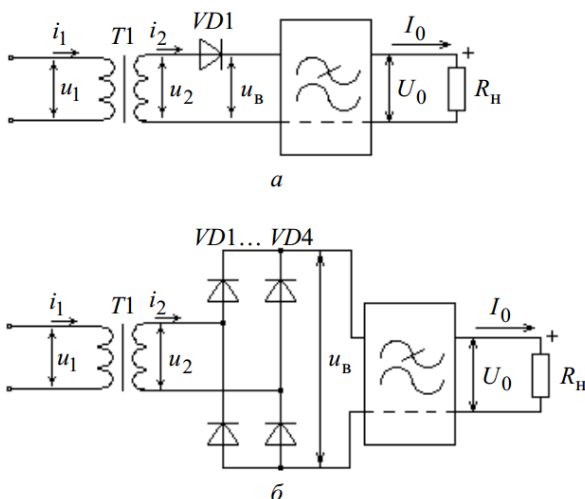 i₁ T1 i₂ VD1 I₀ +
u₁ u₂ uв U₀ Rн
а
VD1... VD4
i₁ T1 i₂ I₀ +
u₁ u₂ uв U₀ Rн
б